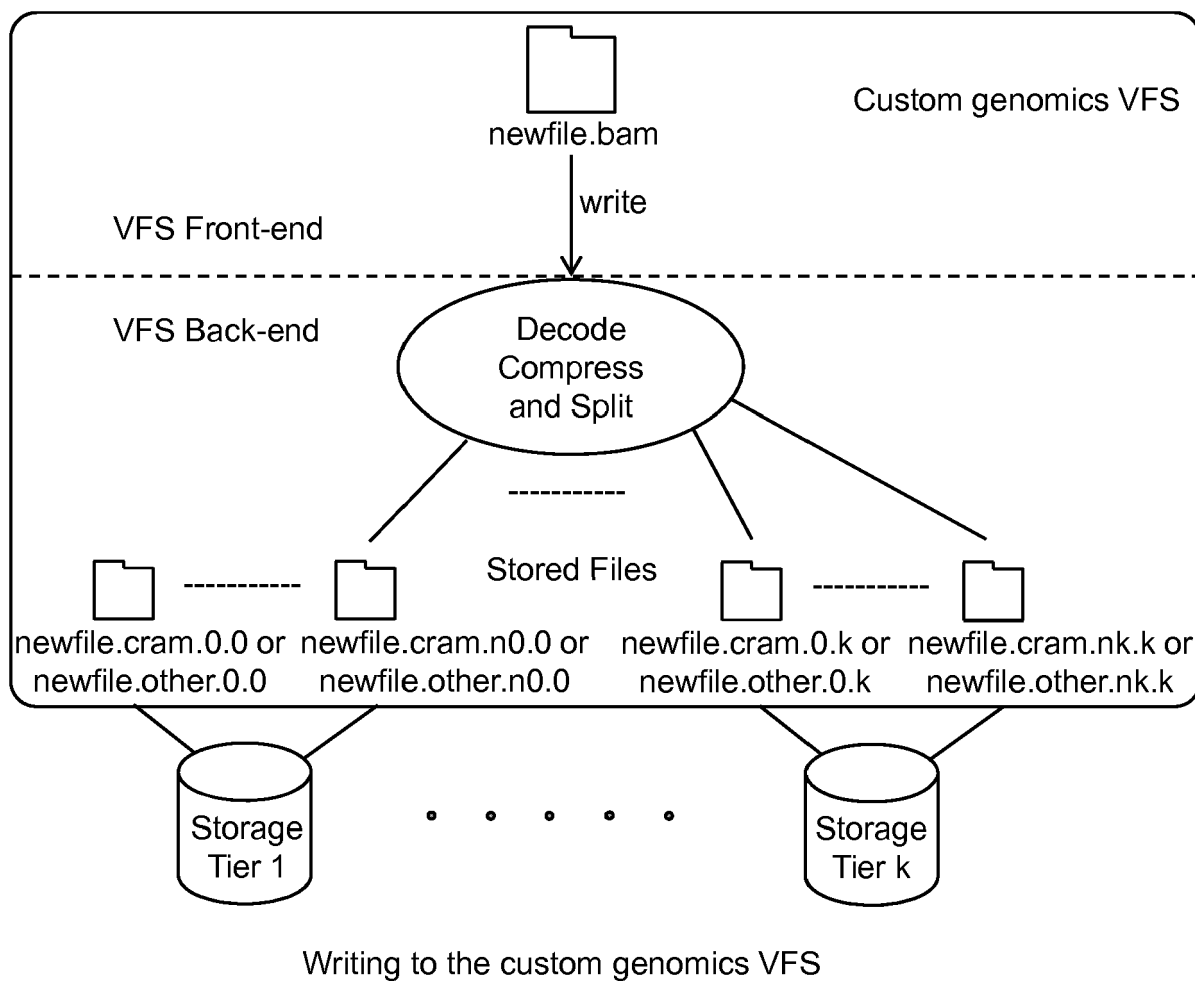 newfile.bam
Custom genomics VFS
write
VFS Front-end
VFS Back-end
Decode
Compress
and Split
Stored Files
newfile.cram.0.0 or
newfile.other.0.0
newfile.cram.n0.0 or
newfile.other.n0.0
newfile.cram.0.k or
newfile.other.0.k
newfile.cram.nk.k or
newfile.other.nk.k
Storage
Tier 1
Storage
Tier k
Writing to the custom genomics VFS